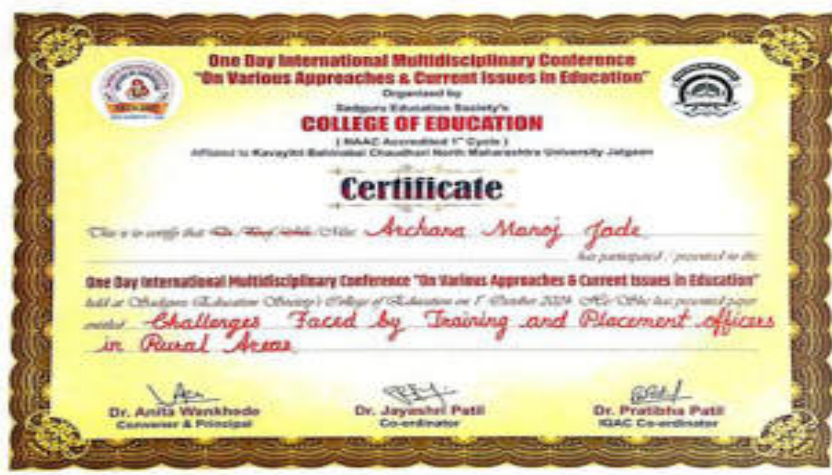 One Day International Multidisciplinary Conference
"On Various Approaches & Current Issues in Education"
Organised by
Sadguru Education Society's
COLLEGE OF EDUCATION
( NAAC Accredited 1st Cycle )
Affiliated to Kavayitri Bahinabai Chaudhari North Maharashtra University Jalgaon
Certificate
This is to certify that Dr. / Prof. / Mr. / Mrs. Archana Manoj Jade
has participated / presented in the
One Day International Multidisciplinary Conference "On Various Approaches & Current Issues in Education"
held at Sadguru Education Society's College of Education on October 2024. He/She has presented paper
entitled Challenges Faced by Training and Placement officers
in Rural Areas
Dr. Anita Wankhede
Convener & Principal
Dr. Jayashri Patil
Co-ordinator
Dr. Pratibha Patil
IQAC Co-ordinator